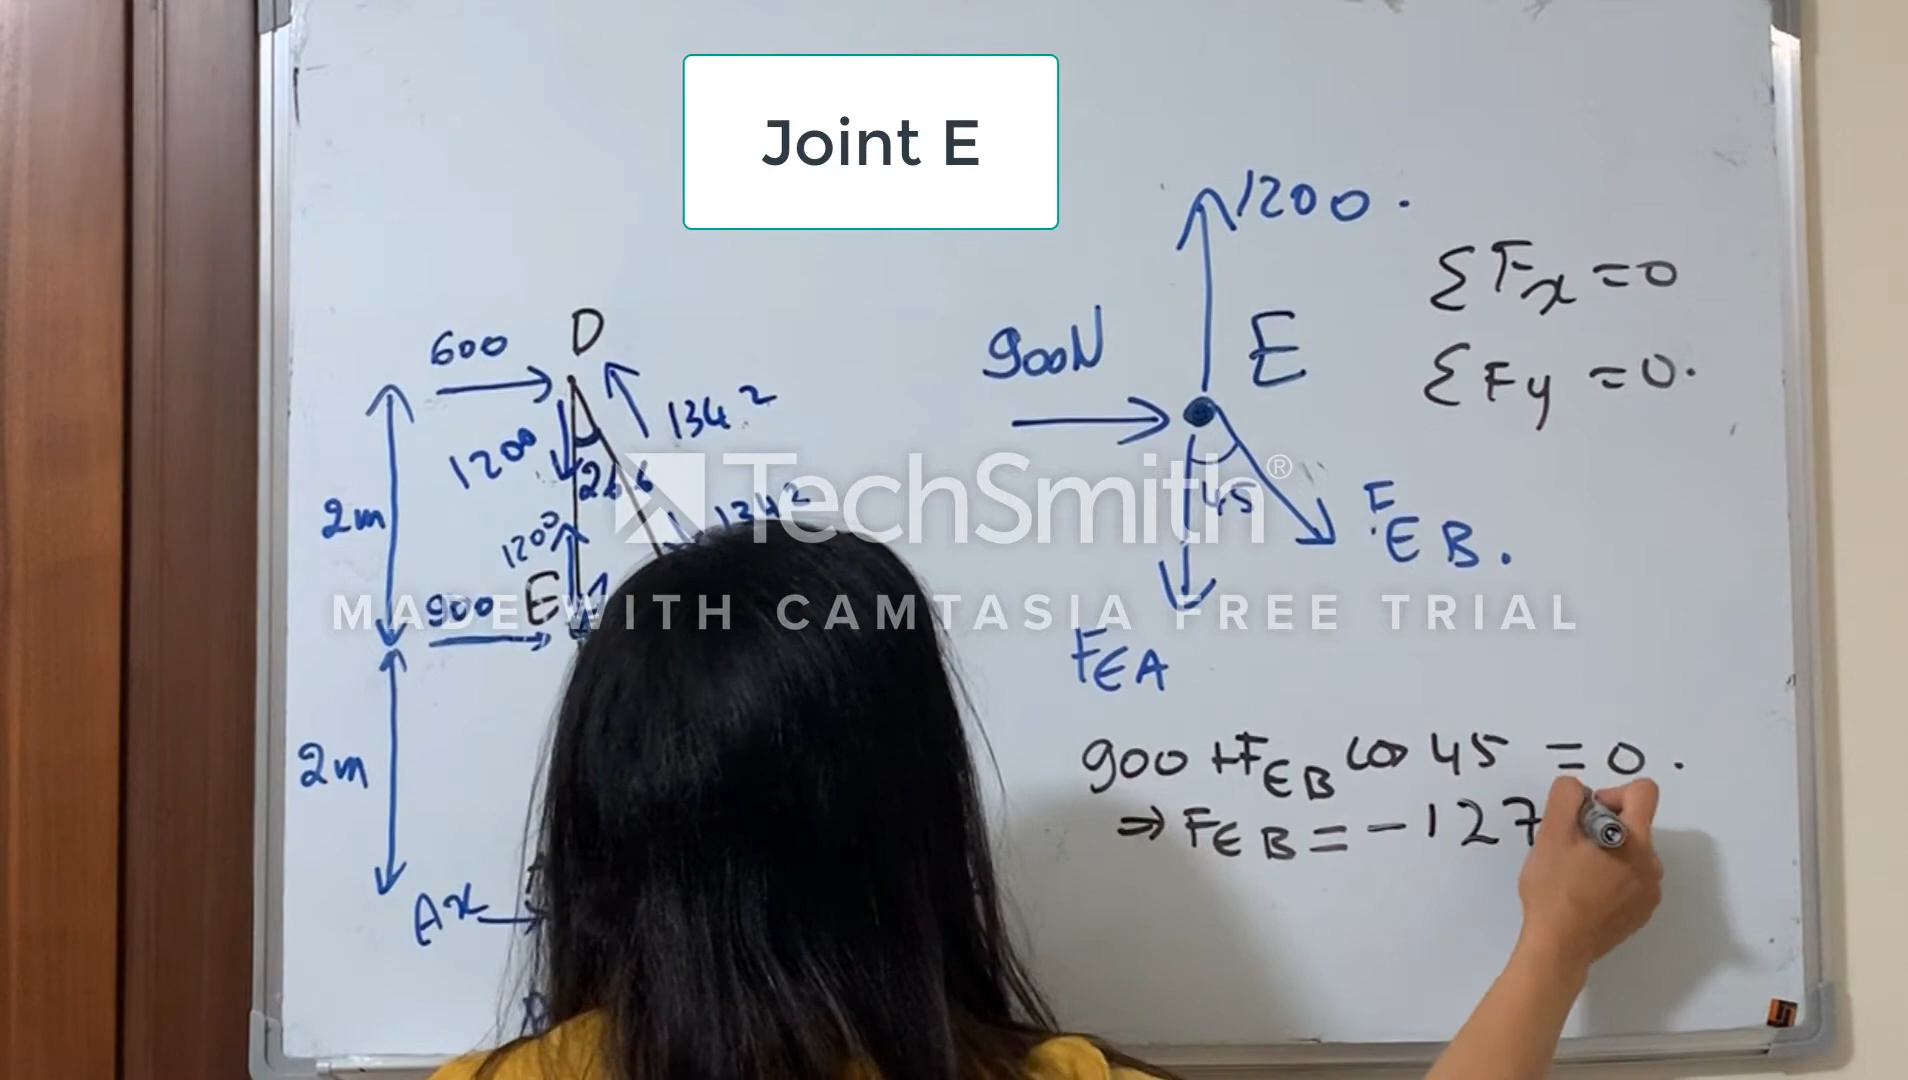 Joint E
1200.
ΣFx = 0
ΣFy = 0.
900N
E
45
FEB.
FEA
900 + FEB cos 45 = 0.
⇒ FEB = -127
D
600
1342
1200
26.6
1342
2m
1200
900 E
2m
Ax
TechSmith®
MADE WITH CAMTASIA FREE TRIAL